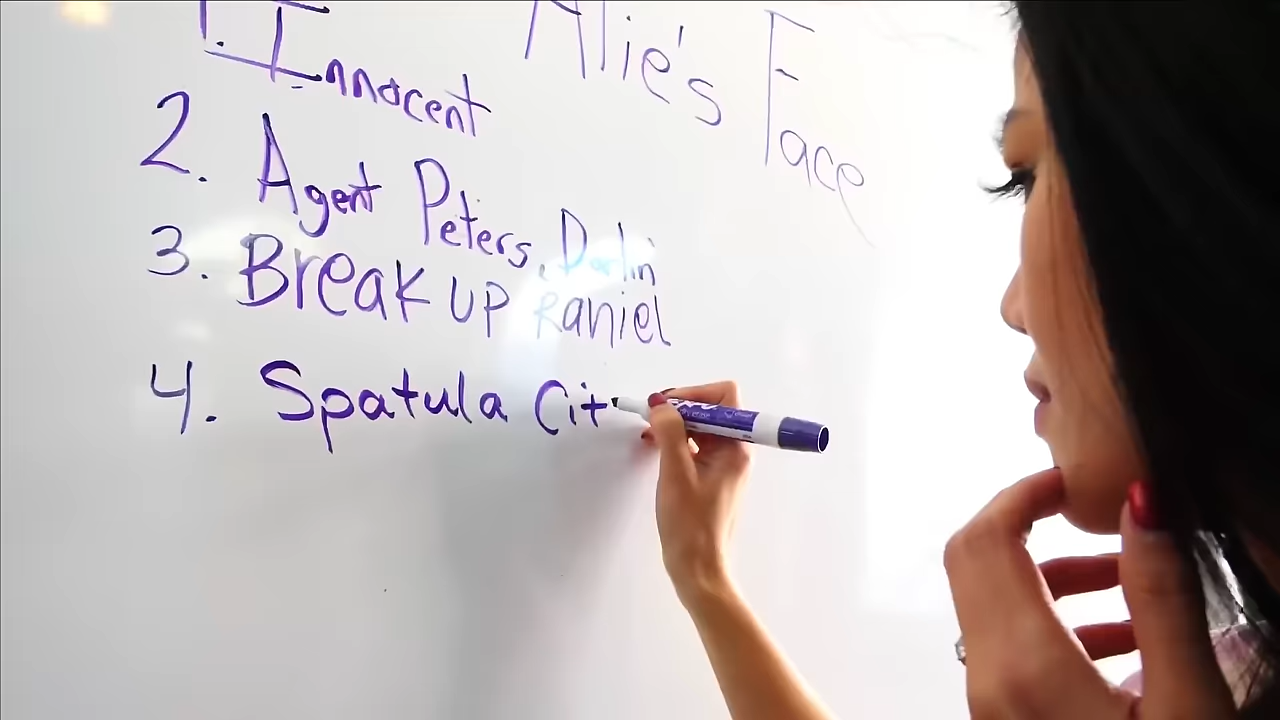 1. Innocent
Alie's Face
2. Agent Peters, Darlin
3. Break up Raniel
4. Spatula Cit